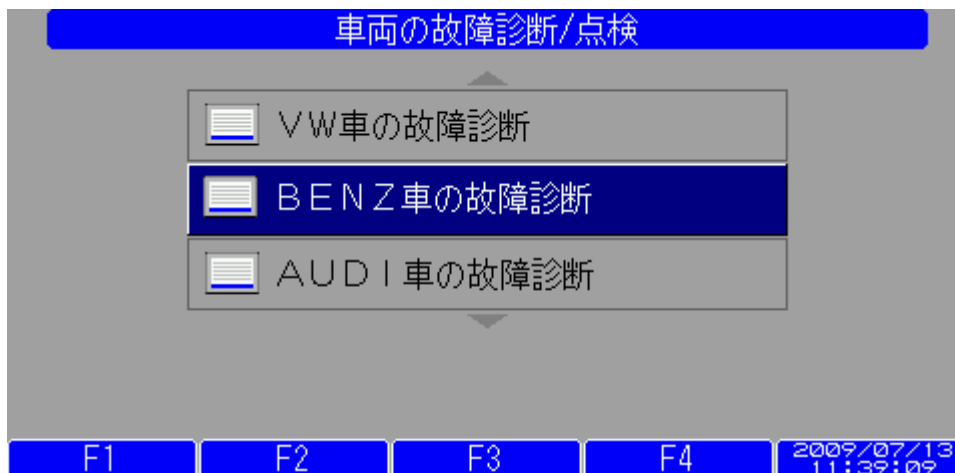 車両の故障診断/点検
VW車の故障診断
BENZ車の故障診断
AUDI車の故障診断
F1 F2 F3 F4 2009/07/13
11:39:09